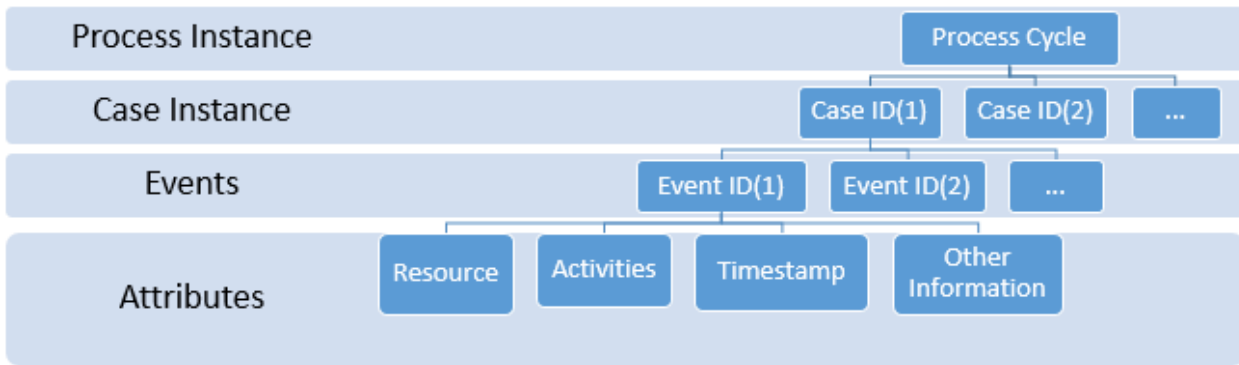 Process Instance
Process Cycle
Case Instance
Case ID(1)
Case ID(2)
...
Events
Event ID(1)
Event ID(2)
...
Attributes
Resource
Activities
Timestamp
Other
Information